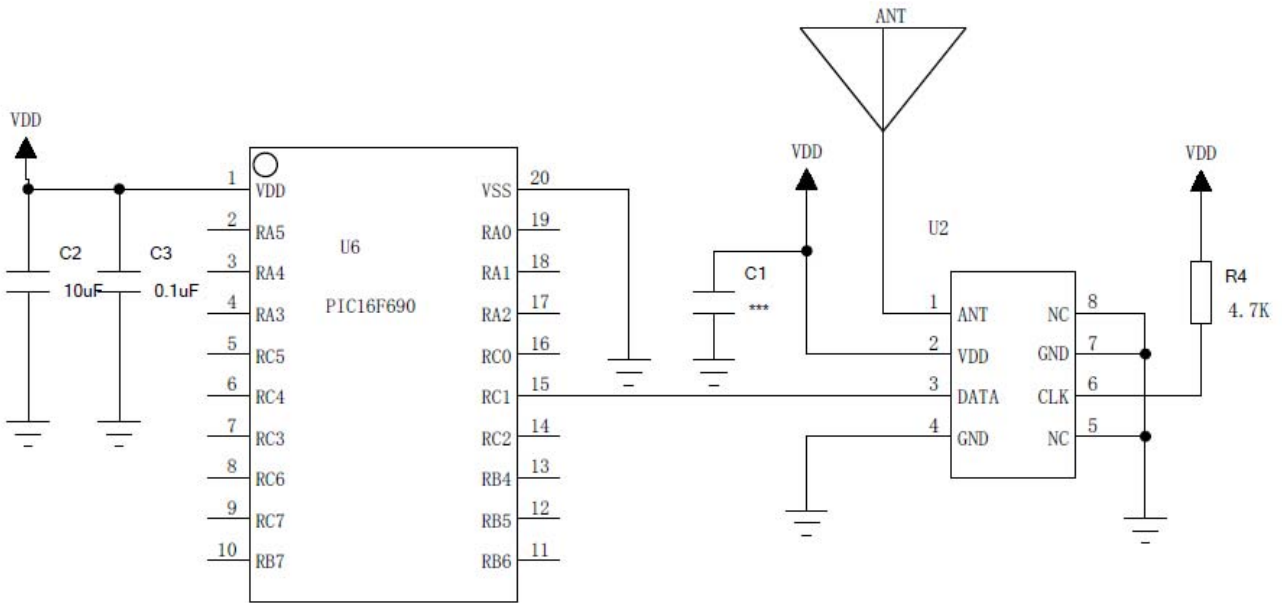 ANT
VDD
VDD
VDD
1 VDD VSS 20
2 RA5 RA0 19
U6
U2
C2
C3
10uF
0.1uF
3 RA4 RA1 18
C1
***
R4
4.7K
PIC16F690
4 RA3 RA2 17
1 ANT NC 8
5 RC5 RC0 16
2 VDD GND 7
6 RC4 RC1 15
3 DATA CLK 6
7 RC3 RC2 14
4 GND NC 5
8 RC6 RB4 13
9 RC7 RB5 12
10 RB7 RB6 11